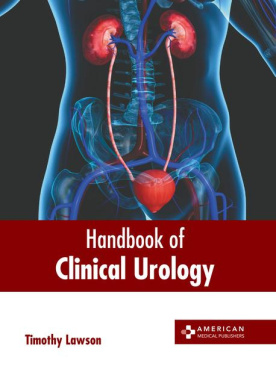 Handbook of
Clinical Urology
Timothy Lawson
AMERICAN
MEDICAL PUBLISHERS